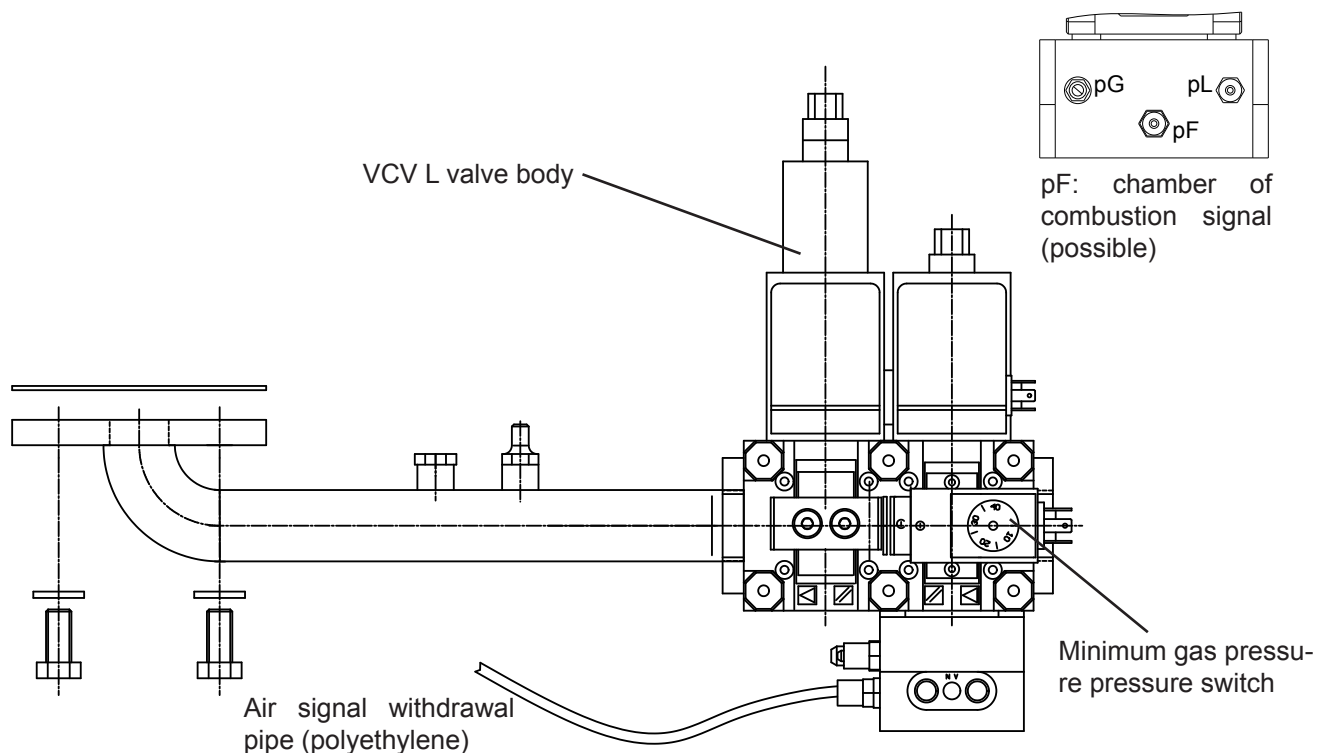 pG
pL
pF
pF: chamber of
combustion signal
(possible)
VCV L valve body
Minimum gas pressu-
re pressure switch
Air signal withdrawal
pipe (polyethylene)